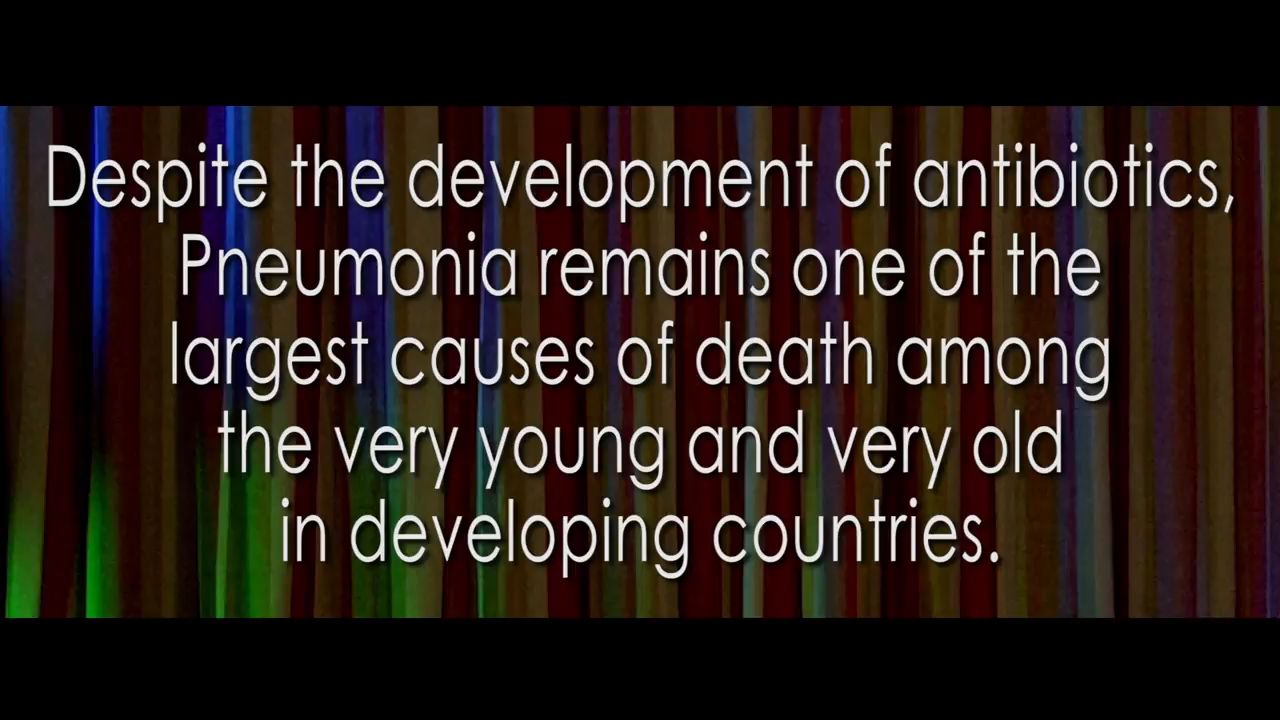 Despite the development of antibiotics,
Pneumonia remains one of the
largest causes of death among
the very young and very old
in developing countries.